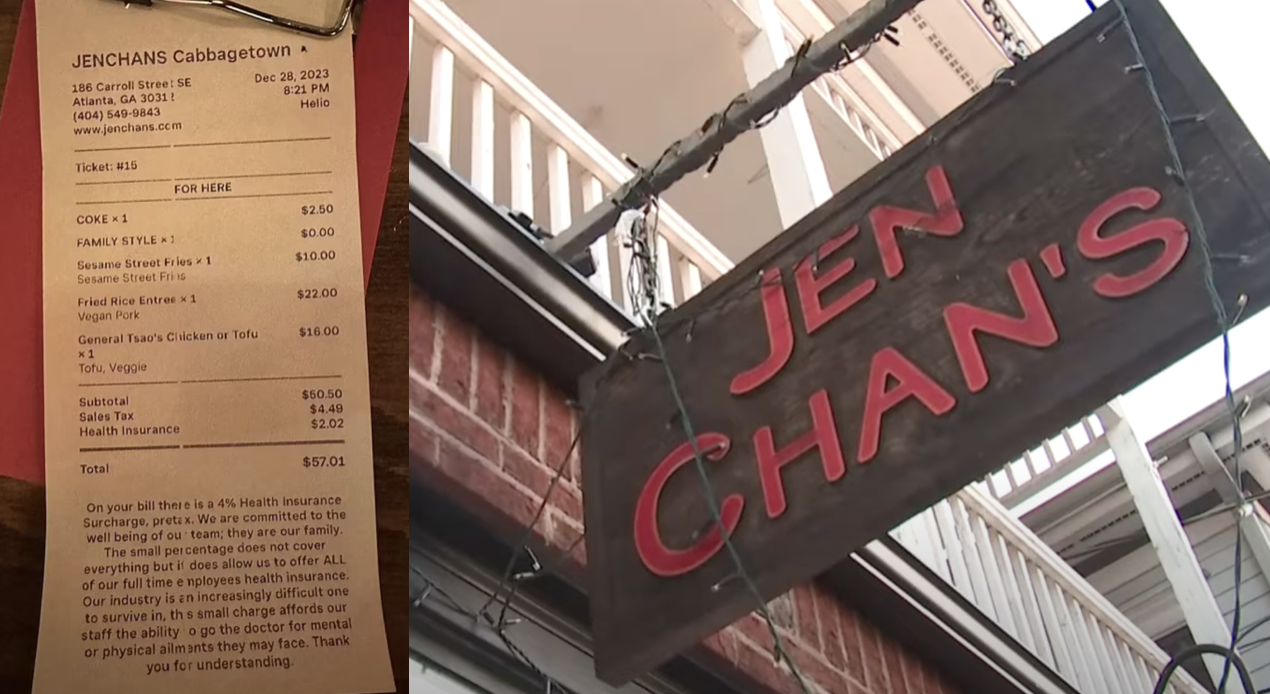 JENCHANS Cabbagetown
186 Carroll Street SE
Dec 28, 2023
Atlanta, GA 3031
8:21 PM
(404) 549-9843
Helio
www.jenchans.com
Ticket: #15
FOR HERE
COKE × 1 $2.50
FAMILY STYLE × 1 $0.00
Sesame Street Fries × 1 $10.00
Sesame Street Fries
Fried Rice Entree × 1 $22.00
Vegan Pork
General Tsao's Chicken or Tofu $16.00
× 1
Tofu, Veggie
Subtotal $50.50
Sales Tax $4.49
Health Insurance $2.02
Total $57.01
On your bill there is a 4% Health Insurance
Surcharge, pretax. We are committed to the
well being of our team; they are our family.
The small percentage does not cover
everything but it does allow us to offer ALL
of our full time employees health insurance.
Our industry is an increasingly difficult one
to survive in, this small charge affords our
staff the ability to go the doctor for mental
or physical ailments they may face. Thank
you for understanding.
JEN
CHAN'S